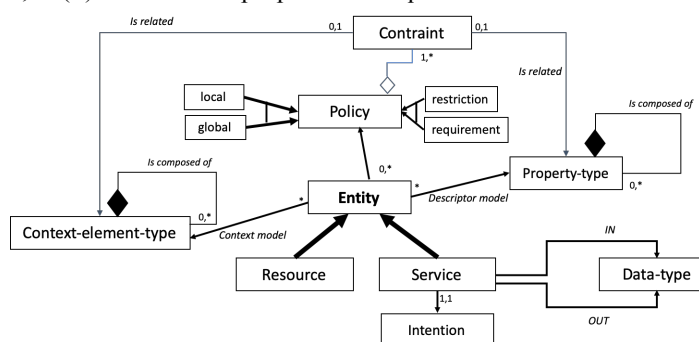 Is related
0,1
Contraint
0,1
1,*
Is related
local
global
Policy
restriction
requirement
Is composed of
Is composed of
0,*
Property-type
0,*
*
Entity
*
Descriptor model
0,*
Context-element-type
Context model
IN
Resource
Service
Data-type
1,1
OUT
Intention